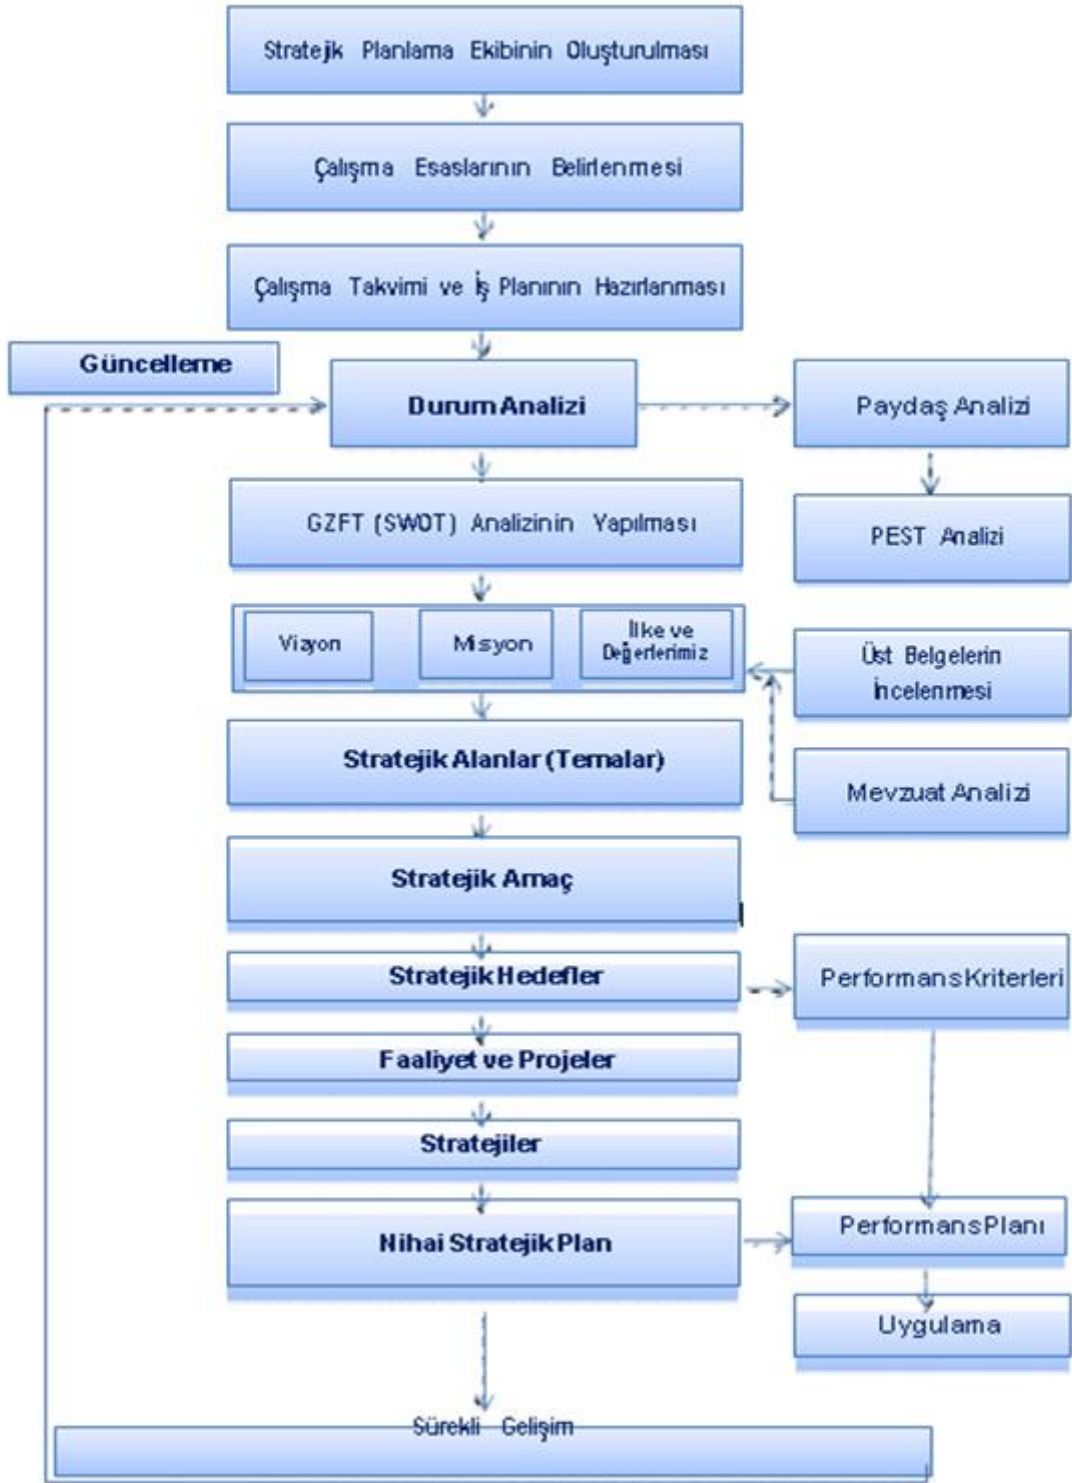 Stratejik Planlama Ekibinin Oluşturulması
Çalışma Esaslarının Belirlenmesi
Çalışma Takvimi ve İş Planının Hazırlanması
Güncelleme
Durum Analizi
Paydaş Analizi
GZFT (SWOT) Analizinin Yapılması
PEST Analizi
Vizyon
Misyon
İlke ve
Değerlerimiz
Üst Belgelerin
İncelenmesi
Stratejik Alanlar (Temalar)
Mevzuat Analizi
Stratejik Amaç
Stratejik Hedefler
Performans Kriterleri
Faaliyet ve Projeler
Stratejiler
Nihai Stratejik Plan
Performans Planı
Uygulama
Sürekli Gelişim